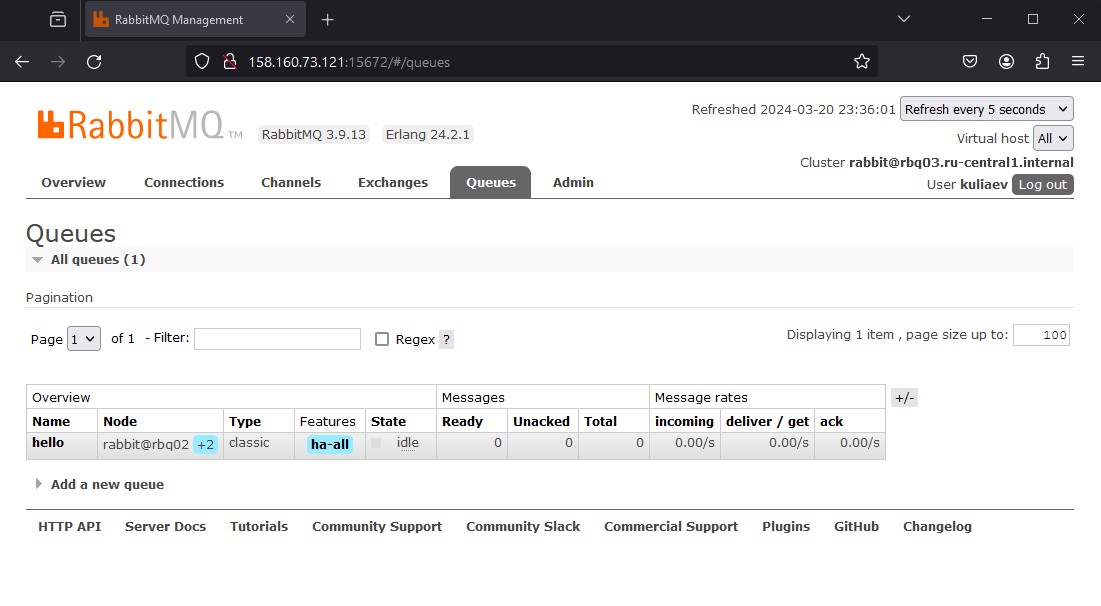 RabbitMQ Management
158.160.73.121:15672/#/queues
RabbitMQ TM RabbitMQ 3.9.13 Erlang 24.2.1
Refreshed 2024-03-20 23:36:01 Refresh every 5 seconds
Virtual host All
Cluster rabbit@rbq03.ru-central1.internal
User kuliaev Log out
Overview Connections Channels Exchanges Queues Admin
Queues
All queues (1)
Pagination
Page 1 of 1 - Filter: Regex ? Displaying 1 item , page size up to: 100
Overview Messages Message rates +/-
Name Node Type Features State Ready Unacked Total incoming deliver / get ack
hello rabbit@rbq02 +2 classic ha-all idle 0 0 0 0.00/s 0.00/s 0.00/s
Add a new queue
HTTP API Server Docs Tutorials Community Support Community Slack Commercial Support Plugins GitHub Changelog